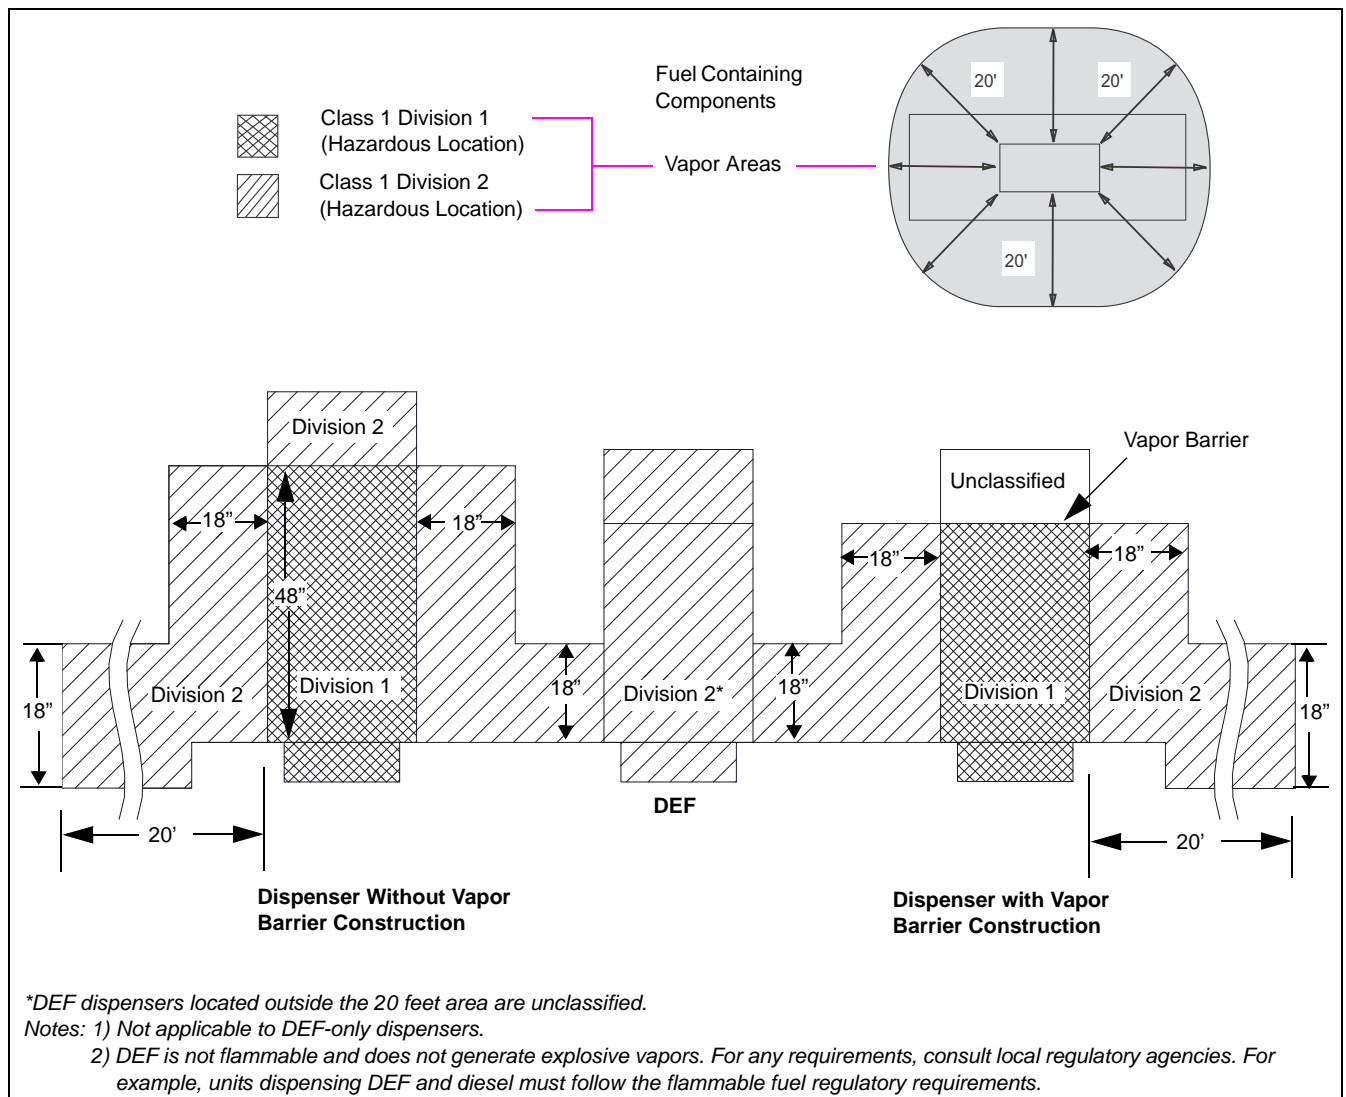 Fuel Containing
Components
20'
20'
Class 1 Division 1
(Hazardous Location)
Vapor Areas
Class 1 Division 2
(Hazardous Location)
20'
Division 2
Vapor Barrier
Unclassified
18”
18”
18”
18”
48”
Division 2
Division 1
18”
Division 2*
18”
Division 1
Division 2
18”
18”
DEF
20’
20’
Dispenser Without Vapor
Barrier Construction
Dispenser with Vapor
Barrier Construction
*DEF dispensers located outside the 20 feet area are unclassified.
Notes: 1) Not applicable to DEF-only dispensers.
2) DEF is not flammable and does not generate explosive vapors. For any requirements, consult local regulatory agencies. For
example, units dispensing DEF and diesel must follow the flammable fuel regulatory requirements.